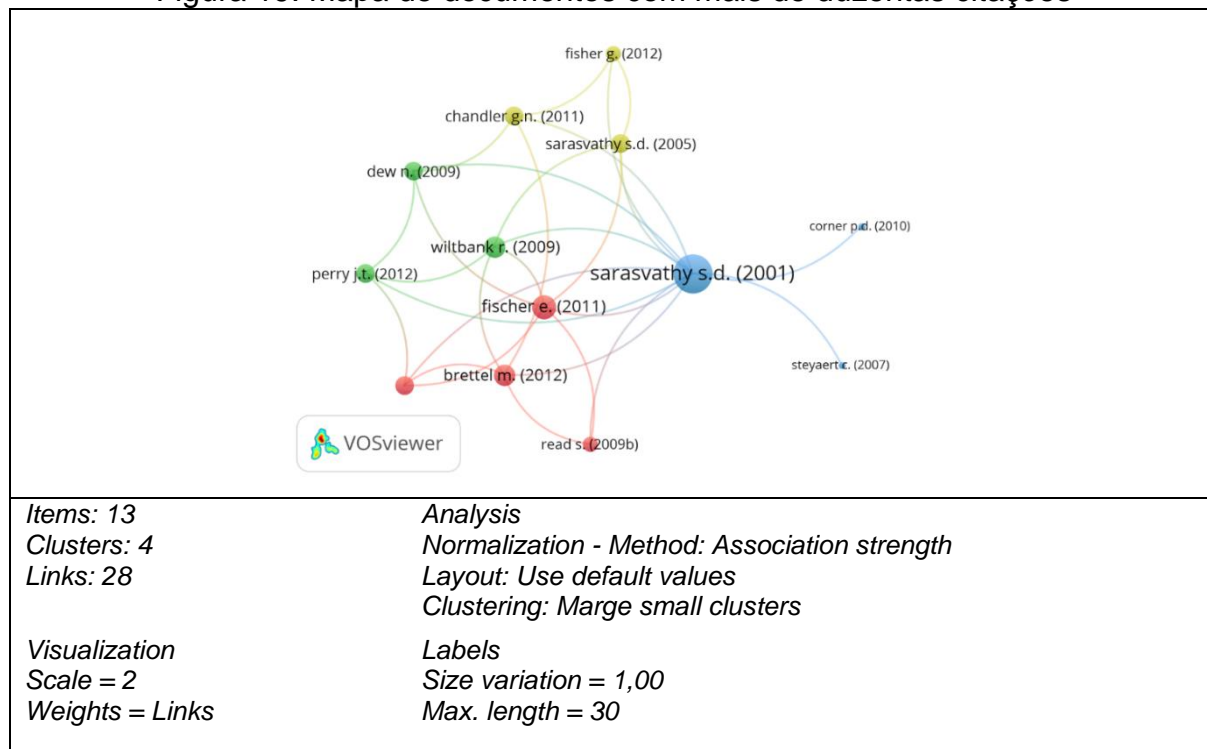 Figura 10: Mapa de documentos com mais de duzentas citações
fisher g. (2012)
chandler g.n. (2011)
sarasvathy s.d. (2005)
dew n. (2009)
corner p.d. (2010)
wiltbank r. (2009)
perry j.t. (2012)
sarasvathy s.d. (2001)
fischer e. (2011)
steyaert c. (2007)
brettel m. (2012)
VOSviewer
read s. (2009b)
Items: 13
Clusters: 4
Links: 28
Analysis
Normalization - Method: Association strength
Layout: Use default values
Clustering: Marge small clusters
Visualization
Scale = 2
Weights = Links
Labels
Size variation = 1,00
Max. length = 30